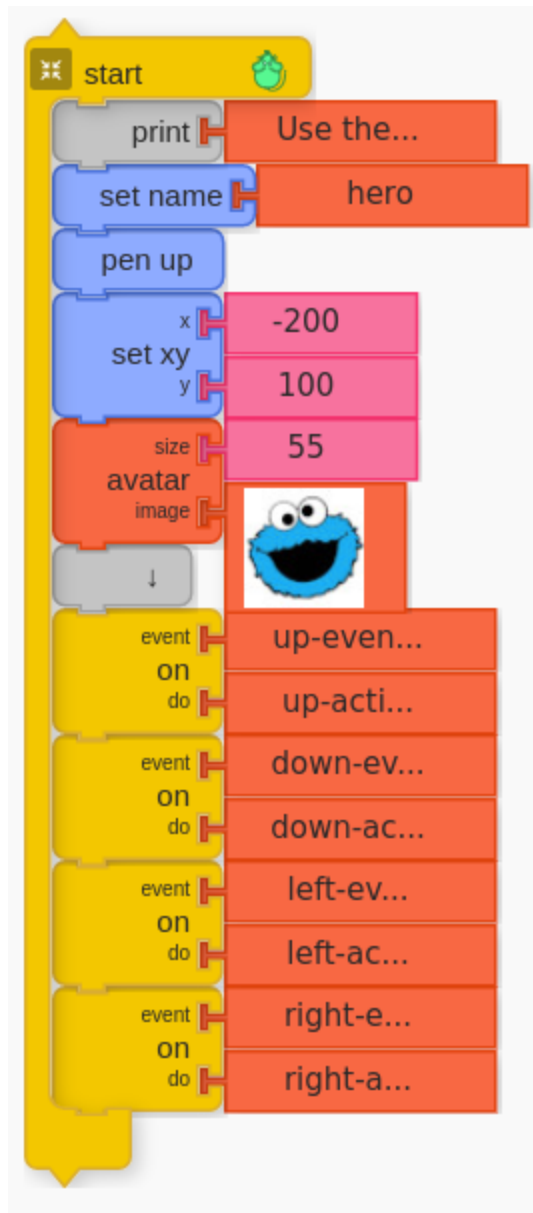 start
print Use the...
set name hero
pen up
x -200
set xy
y 100
size 55
avatar
image
↓
event up-even...
on
do up-acti...
event down-ev...
on
do down-ac...
event left-ev...
on
do left-ac...
event right-e...
on
do right-a...